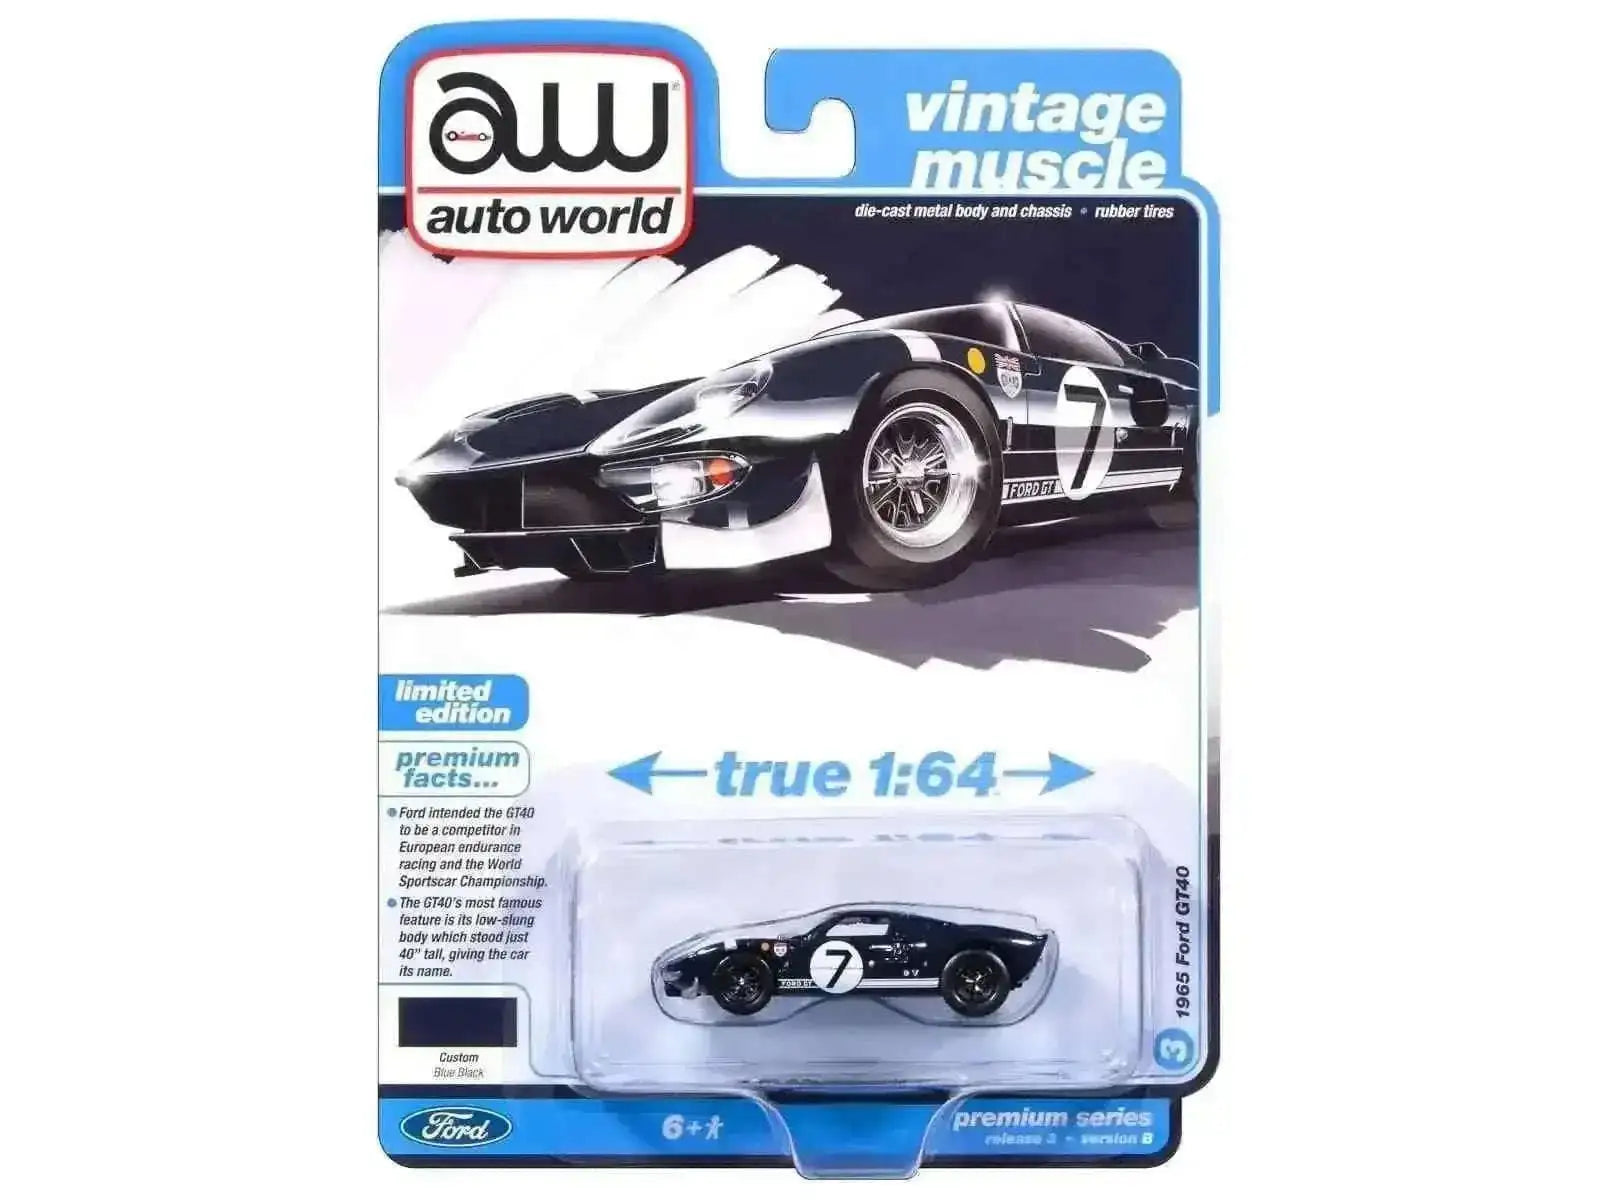 aw
auto world
vintage
muscle
die-cast metal body and chassis • rubber tires
7
FORD GT
limited
edition
premium
facts...
• Ford intended the GT40
to be a competitor in
European endurance
racing and the World
Sportscar Championship.
• The GT40's most famous
feature is its low-slung
body which stood just
40" tall, giving the car
its name.
Custom
Blue Black
true 1:64
7
FORD GT
1965 Ford GT40
3
Ford
6+
premium series
release 3 • version B